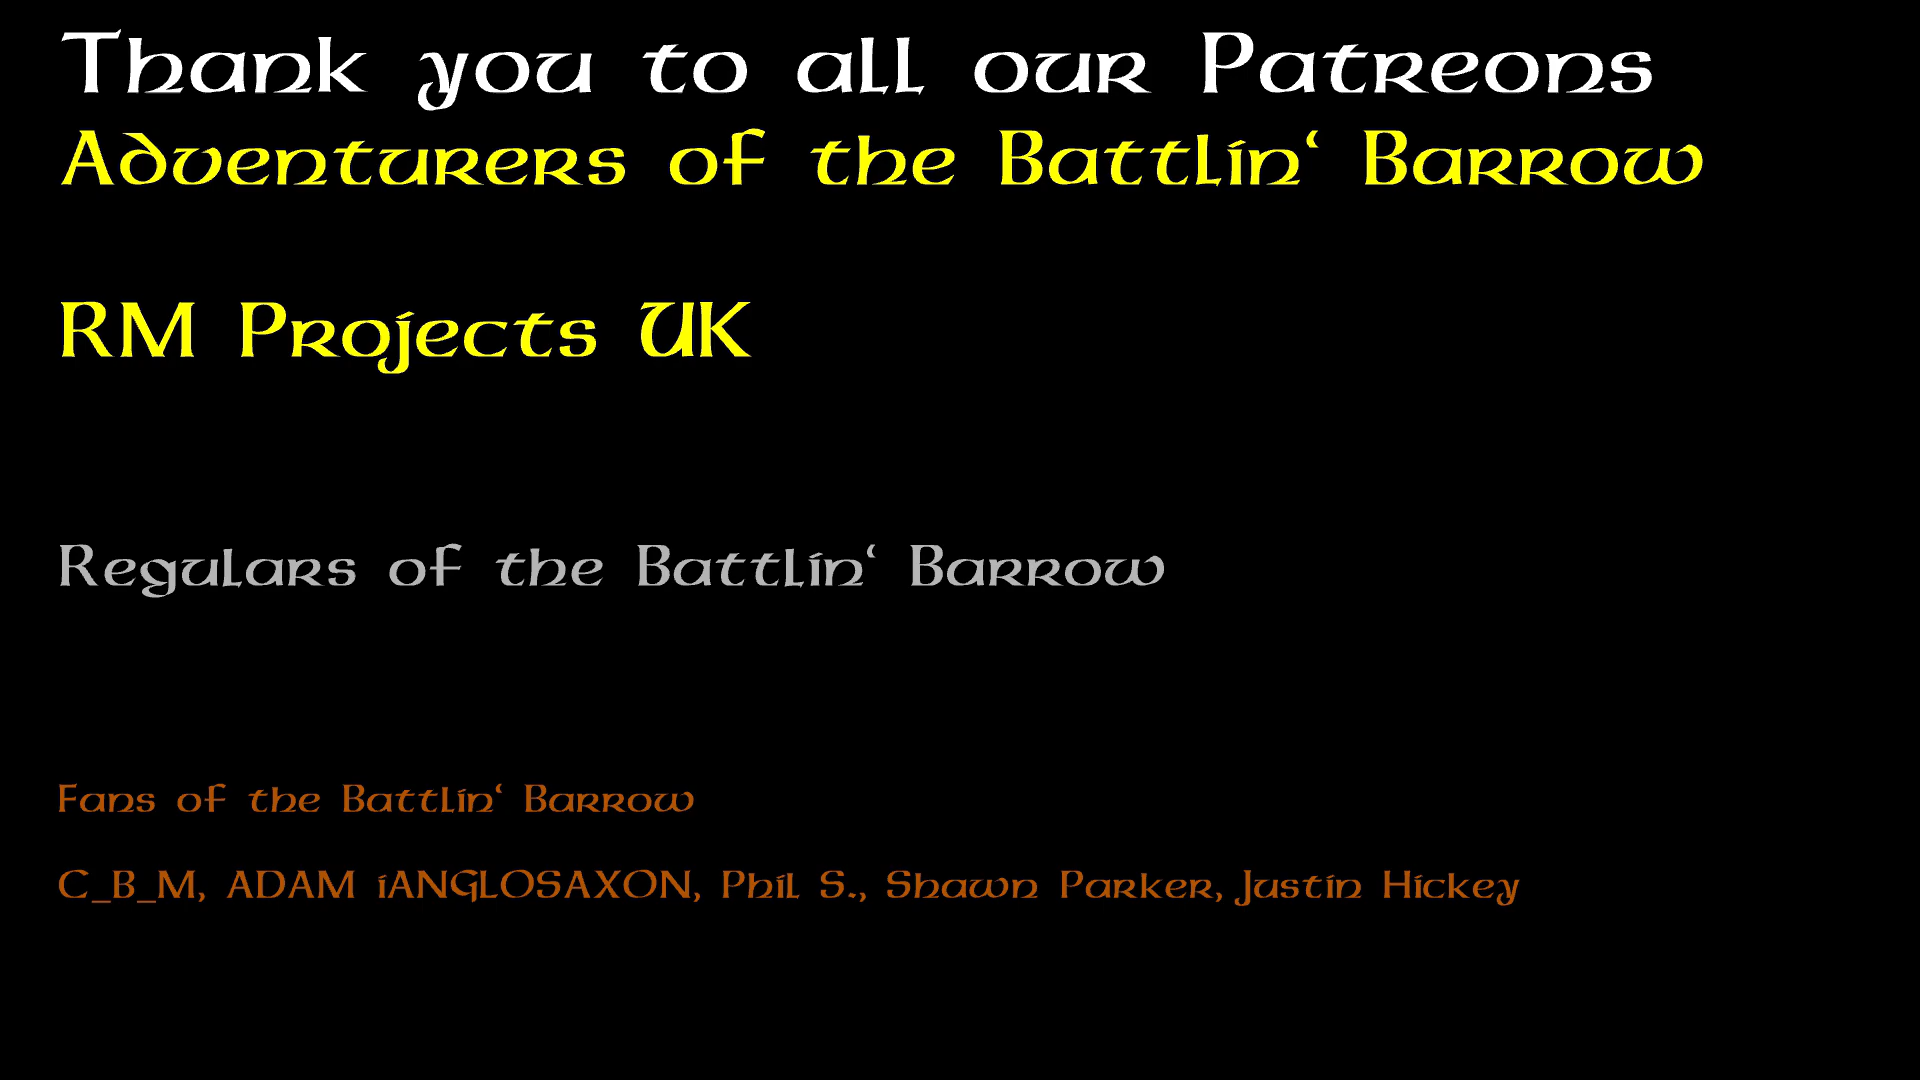 Thank you to all our Patreons
Adventurers of the Battlin‘ Barrow
RM Projects UK
Regulars of the Battlin‘ Barrow
Fans of the Battlin‘ Barrow
C_B_M, ADAM iANGLOSAXON, Phil S., Shawn Parker, Justin Hickey